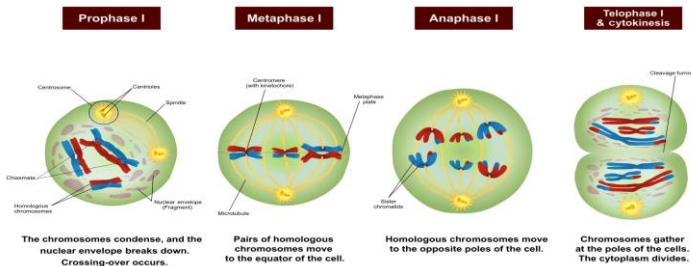 Prophase I
Metaphase I
Anaphase I
Telophase I
& cytokinesis
Centrosome
Centrioles
Spindle
Chiasmate
Homologous
chromosomes
Nuclear envelope
(Fragment)
Centromere
(with kinetochore)
Metaphase
plate
Microtubule
Sister
chromatids
Cleavage furrow
The chromosomes condense, and the
nuclear envelope breaks down.
Crossing-over occurs.
Pairs of homologous
chromosomes move
to the equator of the cell.
Homologous chromosomes move
to the opposite poles of the cell.
Chromosomes gather
at the poles of the cells.
The cytoplasm divides.